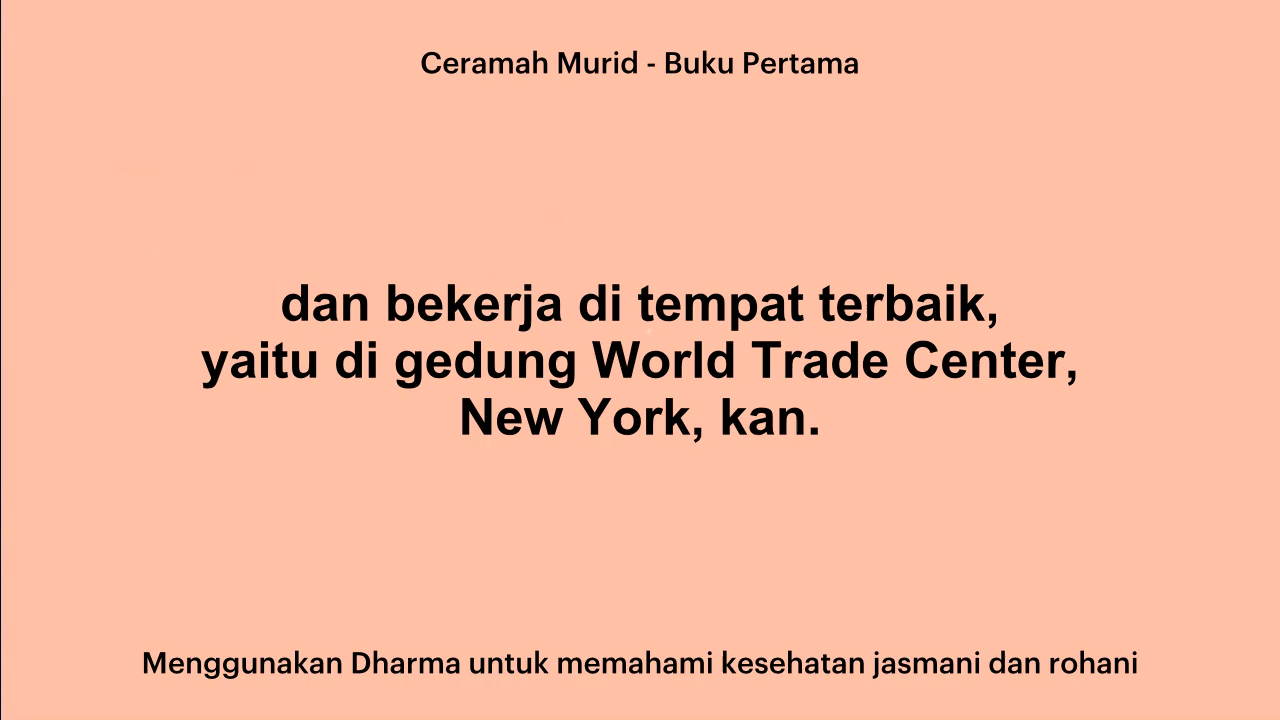 Ceramah Murid - Buku Pertama
dan bekerja di tempat terbaik,
yaitu di gedung World Trade Center,
New York, kan.
Menggunakan Dharma untuk memahami kesehatan jasmani dan rohani